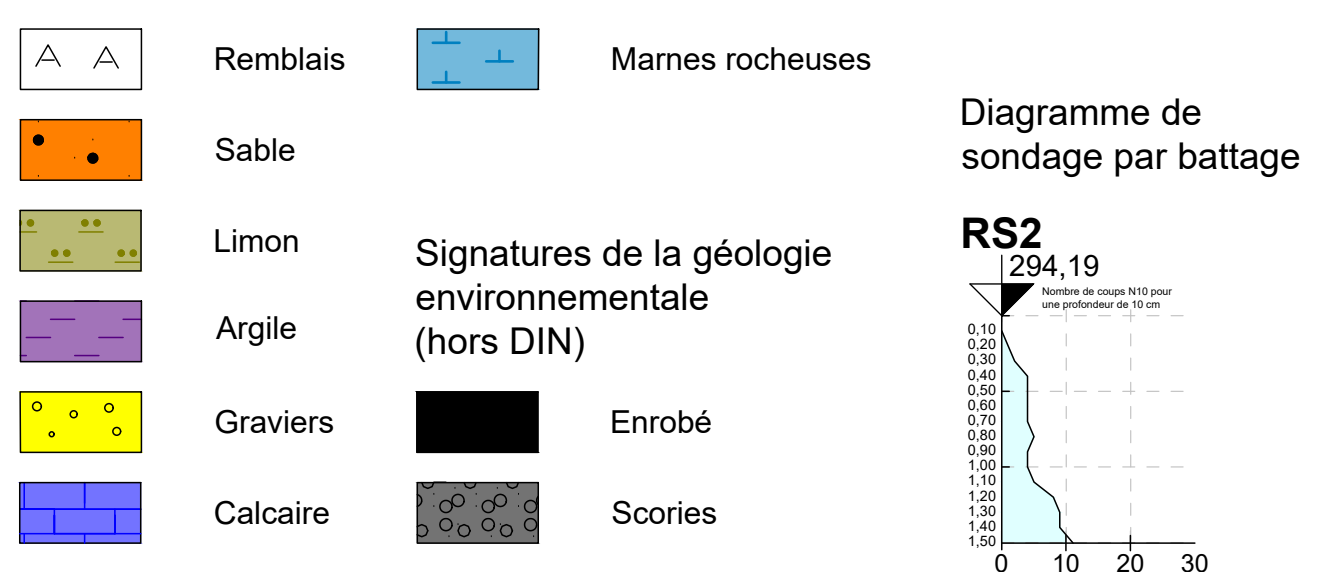 Remblais
Sable
Limon
Argile
Graviers
Calcaire
Marnes rocheuses
Signatures de la géologie
environnementale
(hors DIN)
Enrobé
Scories
Diagramme de
sondage par battage
RS2
294,19
Nombre de coups N10 pour
une profondeur de 10 cm
0,10
0,20
0,30
0,40
0,50
0,60
0,70
0,80
0,90
1,00
1,10
1,20
1,30
1,40
1,50
0 10 20 30